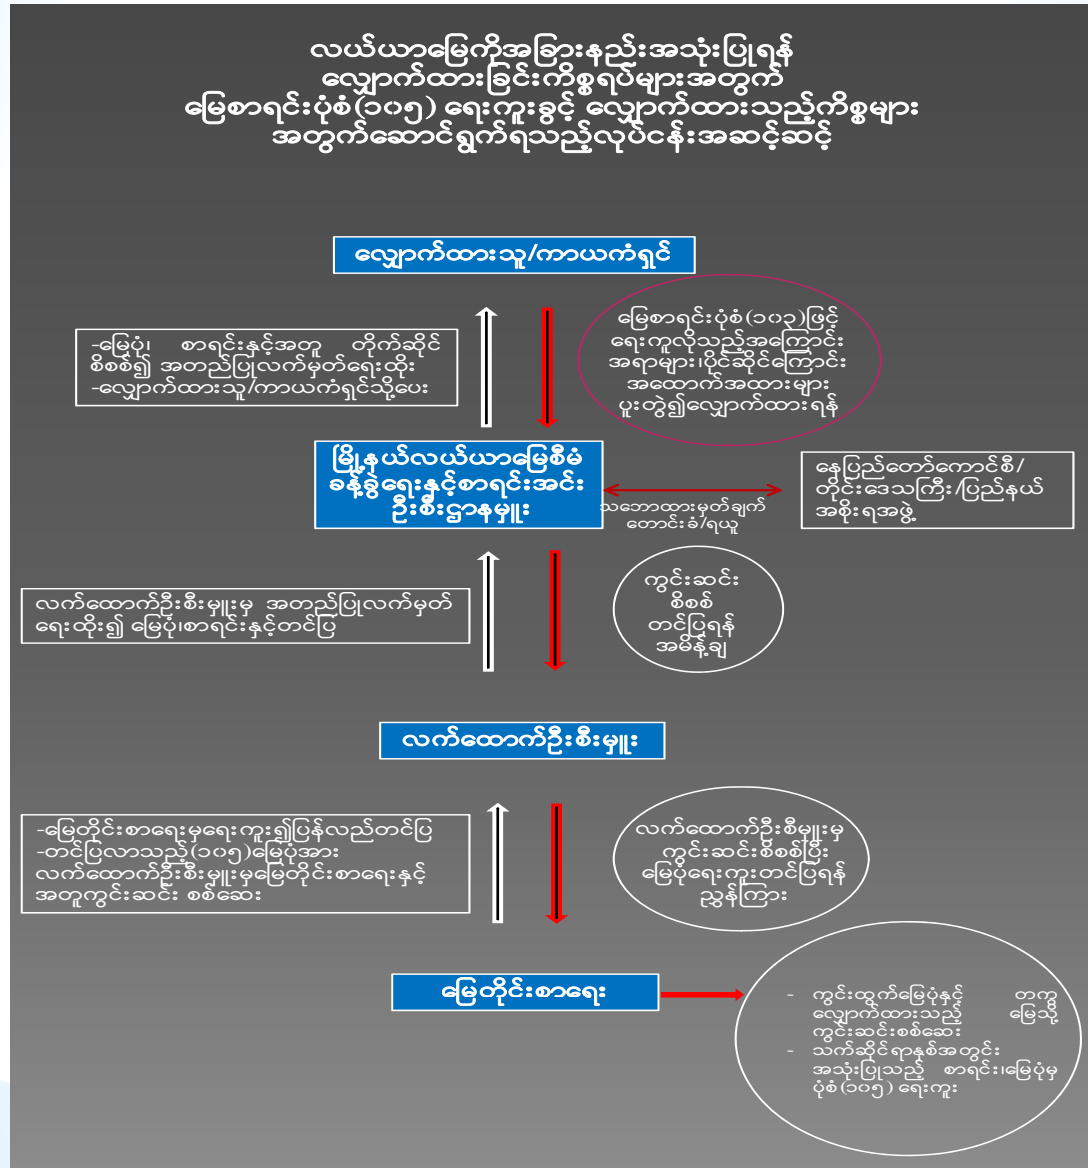 လယ်ယာမြေကိုအခြားနည်းအသုံးပြုရန်
လျှောက်ထားခြင်းကိစ္စရပ်များအတွက်
မြေစာရင်းပုံစံ(၁၀၅) ရေးကူးခွင့် လျှောက်ထားသည့်ကိစ္စများ
အတွက်ဆောင်ရွက်ရသည့်လုပ်ငန်းအဆင့်ဆင့်
လျှောက်ထားသူ/ကာယကံရှင်
-မြေပုံ၊ စာရင်းနှင့်အတူ တိုက်ဆိုင်
စိစစ်၍ အတည်ပြုလက်မှတ်ရေးထိုး
-လျှောက်ထားသူ/ကာယကံရှင်သို့ပေး
မြေစာရင်းပုံစံ(၁၀၃)ဖြင့်
ရေးကူလိုသည့်အကြောင်း
အရာများ၊ပိုင်ဆိုင်ကြောင်း
အထောက်အထားများ
ပူးတွဲ၍လျှောက်ထားရန်
မြို့နယ်လယ်ယာမြေစီမံ
ခန့်ခွဲရေးနှင့်စာရင်းအင်း
ဦးစီးဌာနမှူး
သဘောထားမှတ်ချက်
တောင်းခံ/ရယူ
နေပြည်တော်ကောင်စီ/
တိုင်းဒေသကြီး/ပြည်နယ်
အစိုးရအဖွဲ့
လက်ထောက်ဦးစီးမှူးမှ အတည်ပြုလက်မှတ်
ရေးထိုး၍ မြေပုံ၊စာရင်းနှင့်တင်ပြ
ကွင်းဆင်း
စိစစ်
တင်ပြရန်
အမိန့်ချ
လက်ထောက်ဦးစီးမှူး
-မြေတိုင်းစာရေးမှရေးကူး၍ပြန်လည်တင်ပြ
-တင်ပြလာသည့်(၁၀၅)မြေပုံအား
လက်ထောက်ဦးစီးမှူးမှမြေတိုင်းစာရေးနှင့်
အတူကွင်းဆင်း စစ်ဆေး
လက်ထောက်ဦးစီမှူးမှ
ကွင်းဆင်းစိစစ်ပြီး
မြေပုံရေးကူးတင်ပြရန်
ညွှန်ကြား
မြေတိုင်းစာရေး
- ကွင်းထွက်မြေပုံနှင့် တကွ
လျှောက်ထားသည့် မြေသို့
ကွင်းဆင်းစစ်ဆေး
- သက်ဆိုင်ရာနှစ်အတွင်း
အသုံးပြုသည့် စာရင်း၊မြေပုံမှ
ပုံစံ(၁၀၅) ရေးကူး